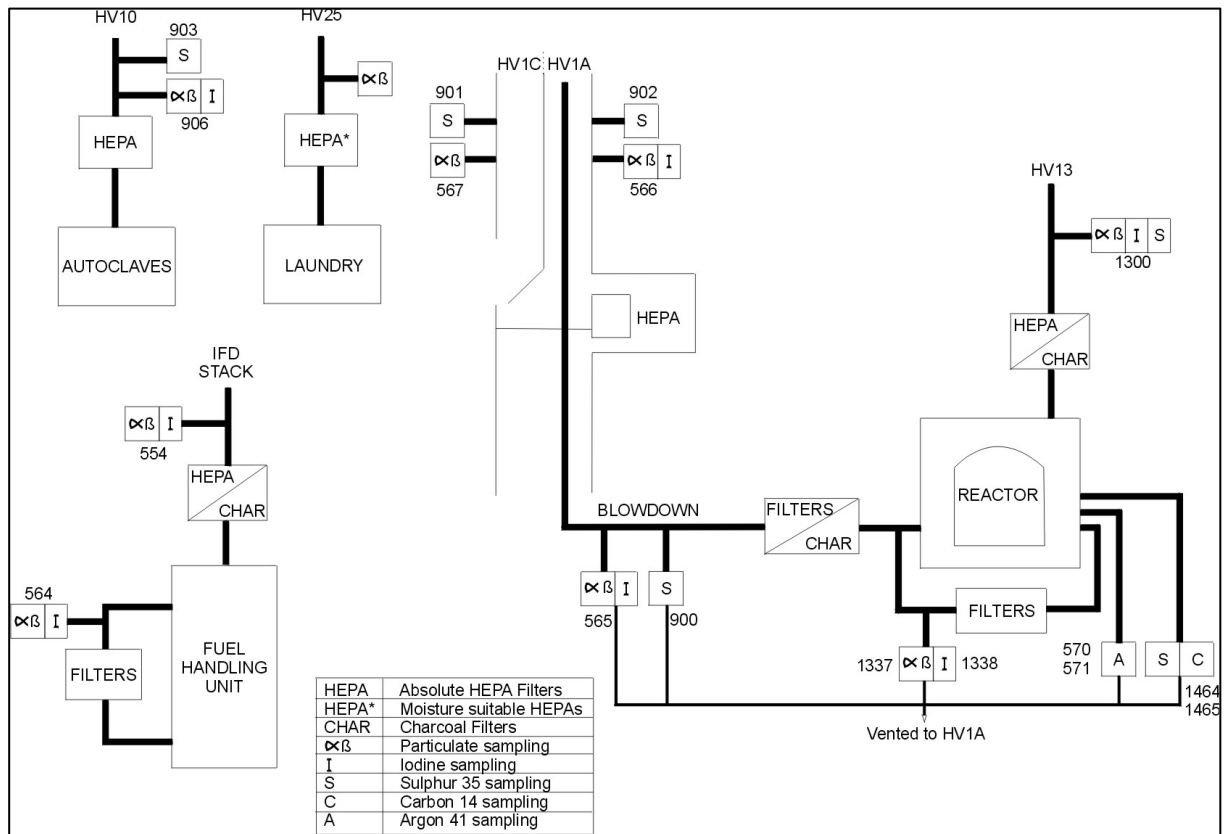 HV10
903
S
∝ß I
906
HEPA
AUTOCLAVES
HV25
∝ß
HEPA*
LAUNDRY
HV1C HV1A
901
S
∝ß
567
902
S
∝ß I
566
HEPA
HV13
∝ß I S
1300
HEPA
CHAR
REACTOR
IFD
STACK
∝ß I
554
HEPA
CHAR
564
∝ß I
FILTERS
FUEL
HANDLING
UNIT
BLOWDOWN
FILTERS
CHAR
∝ß I
565
S
900
FILTERS
1337 ∝ß I 1338
570
571
A
S C
1464
1465
Vented to HV1A
HEPA Absolute HEPA Filters
HEPA* Moisture suitable HEPAs
CHAR Charcoal Filters
∝ß Particulate sampling
I Iodine sampling
S Sulphur 35 sampling
C Carbon 14 sampling
A Argon 41 sampling